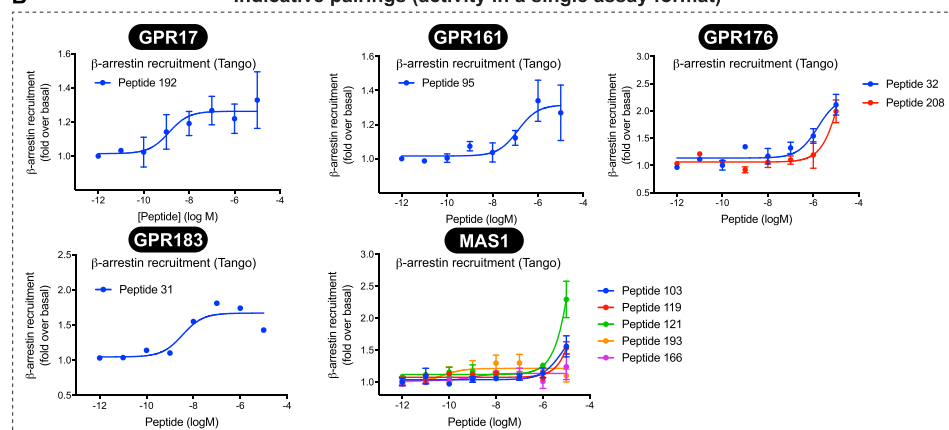 B
indicative pairings (activity in a single assay format)
GPR17
β-arrestin recruitment (Tango)
Peptide 192
β-arrestin recruitment
(fold over basal)
1.6
1.4
1.2
1.0
-12
-10
-8
-6
-4
[Peptide] (log M)
GPR161
β-arrestin recruitment (Tango)
Peptide 95
β-arrestin recruitment
(fold over basal)
1.6
1.4
1.2
1.0
-12
-10
-8
-6
-4
Peptide (logM)
GPR176
β-arrestin recruitment (Tango)
Peptide 32
Peptide 208
β-arrestin recruitment
(fold over basal)
3.0
2.5
2.0
1.5
1.0
0.5
-12
-10
-8
-6
-4
Peptide (logM)
GPR183
β-arrestin recruitment (Tango)
Peptide 31
β-arrestin recruitment
(fold over basal)
2.5
2.0
1.5
1.0
0.5
-12
-10
-8
-6
-4
Peptide (logM)
MAS1
β-arrestin recruitment (Tango)
Peptide 103
Peptide 119
Peptide 121
Peptide 193
Peptide 166
β-arrestin recruitment
(fold over basal)
3.0
2.5
2.0
1.5
1.0
-12
-10
-8
-6
-4
Peptide (logM)